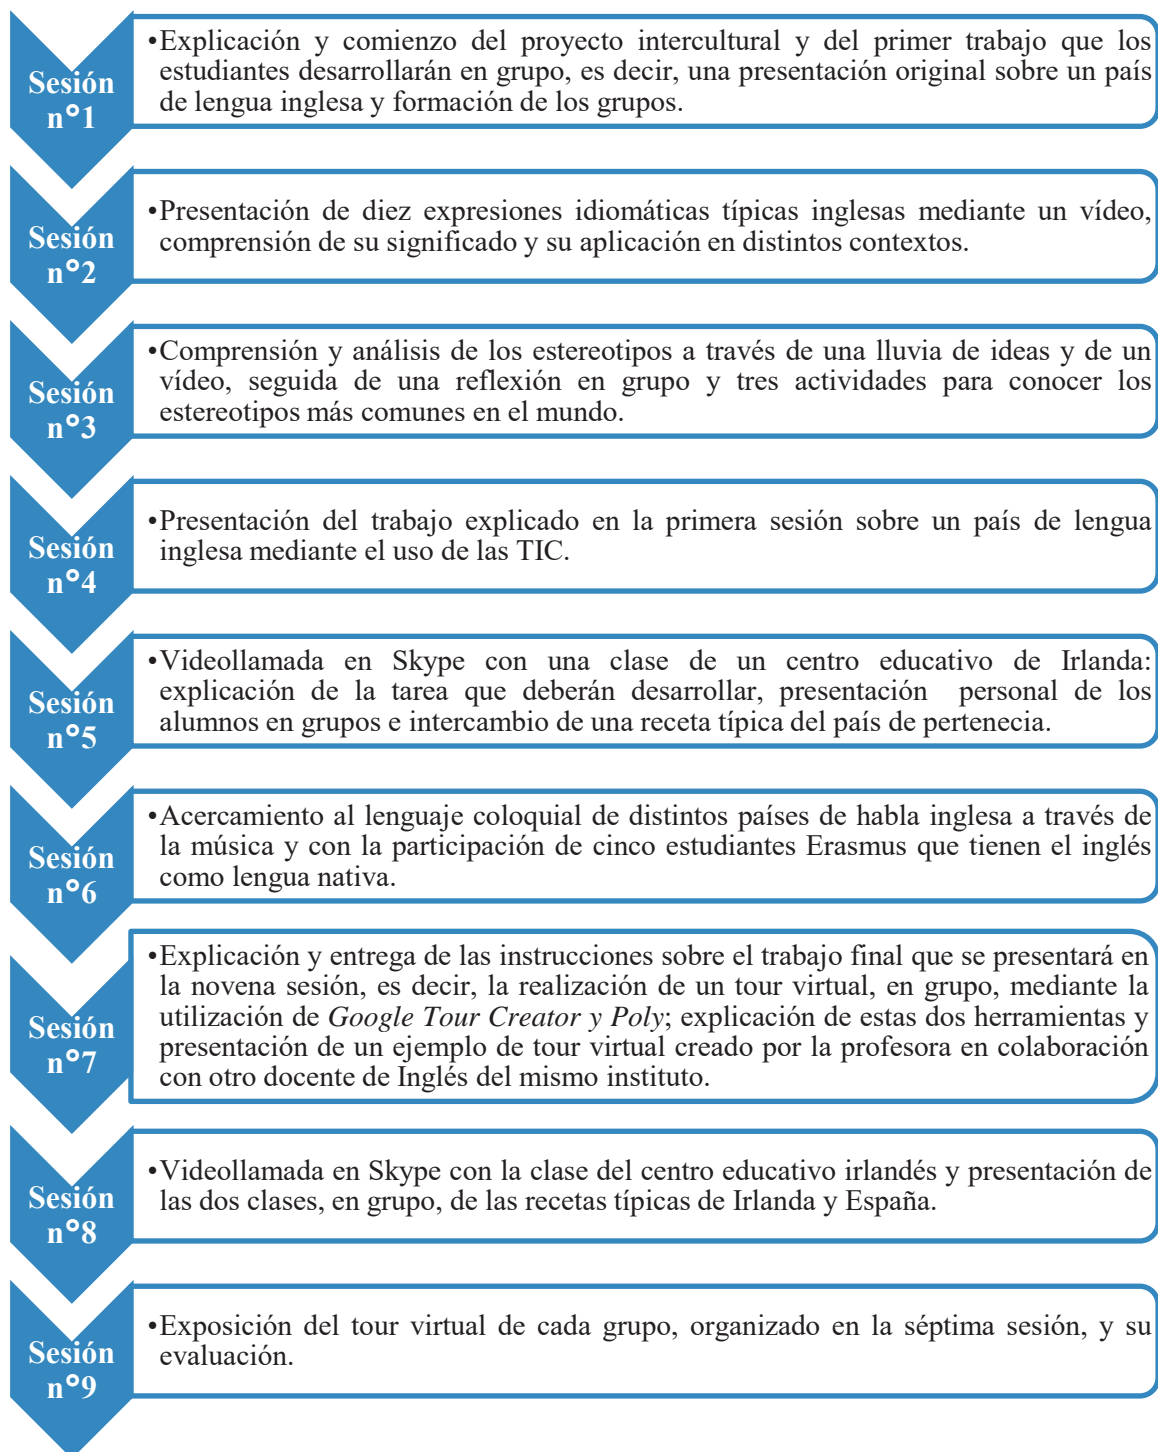 Sesión
n°1
•Explicación y comienzo del proyecto intercultural y del primer trabajo que los
estudiantes desarrollarán en grupo, es decir, una presentación original sobre un país
de lengua inglesa y formación de los grupos.
Sesión
n°2
•Presentación de diez expresiones idiomáticas típicas inglesas mediante un vídeo,
comprensión de su significado y su aplicación en distintos contextos.
Sesión
n°3
•Comprensión y análisis de los estereotipos a través de una lluvia de ideas y de un
vídeo, seguida de una reflexión en grupo y tres actividades para conocer los
estereotipos más comunes en el mundo.
Sesión
n°4
•Presentación del trabajo explicado en la primera sesión sobre un país de lengua
inglesa mediante el uso de las TIC.
Sesión
n°5
•Videollamada en Skype con una clase de un centro educativo de Irlanda:
explicación de la tarea que deberán desarrollar, presentación personal de los
alumnos en grupos e intercambio de una receta típica del país de pertenecia.
Sesión
n°6
•Acercamiento al lenguaje coloquial de distintos países de habla inglesa a través de
la música y con la participación de cinco estudiantes Erasmus que tienen el inglés
como lengua nativa.
Sesión
n°7
•Explicación y entrega de las instrucciones sobre el trabajo final que se presentará en
la novena sesión, es decir, la realización de un tour virtual, en grupo, mediante la
utilización de Google Tour Creator y Poly; explicación de estas dos herramientas y
presentación de un ejemplo de tour virtual creado por la profesora en colaboración
con otro docente de Inglés del mismo instituto.
Sesión
n°8
•Videollamada en Skype con la clase del centro educativo irlandés y presentación de
las dos clases, en grupo, de las recetas típicas de Irlanda y España.
Sesión
n°9
•Exposición del tour virtual de cada grupo, organizado en la séptima sesión, y su
evaluación.